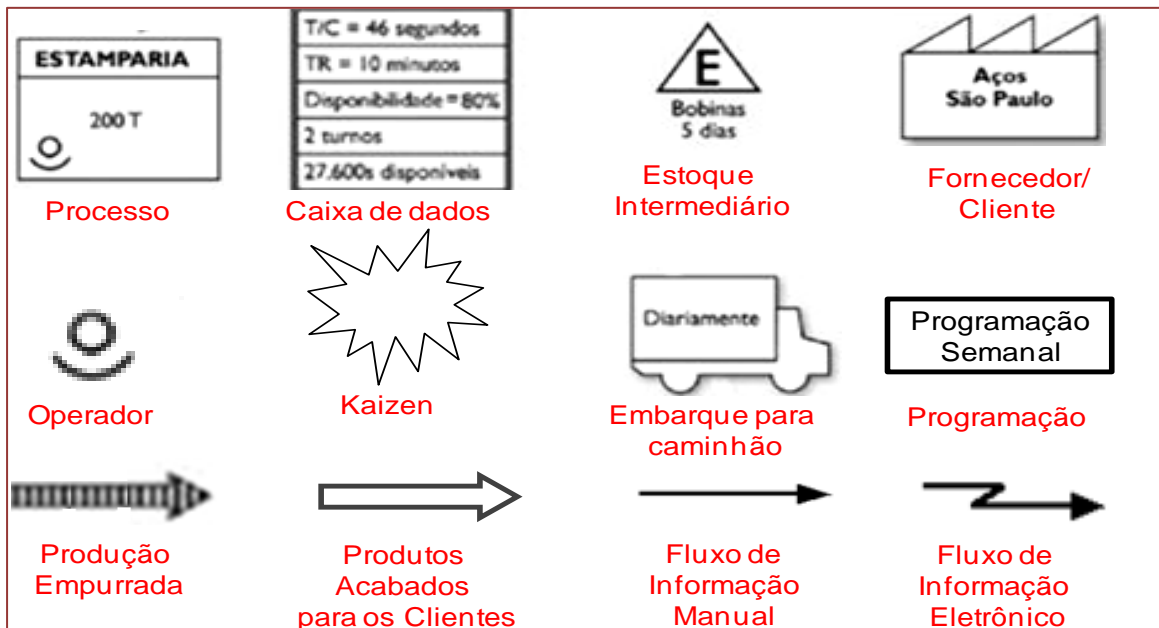 ESTAMPARIA
200 T
Processo
T/C = 46 segundos
TR = 10 minutos
Disponibilidade = 80%
2 turnos
27.600s disponíveis
Caixa de dados
E
Bobinas
5 dias
Estoque
Intermediário
Aços
São Paulo
Fornecedor/
Cliente
Operador
Kaizen
Diariamente
Embarque para
caminhão
Programação
Semanal
Programação
Produção
Empurrada
Produtos
Acabados
para os Clientes
Fluxo de
Informação
Manual
Fluxo de
Informação
Eletrônico